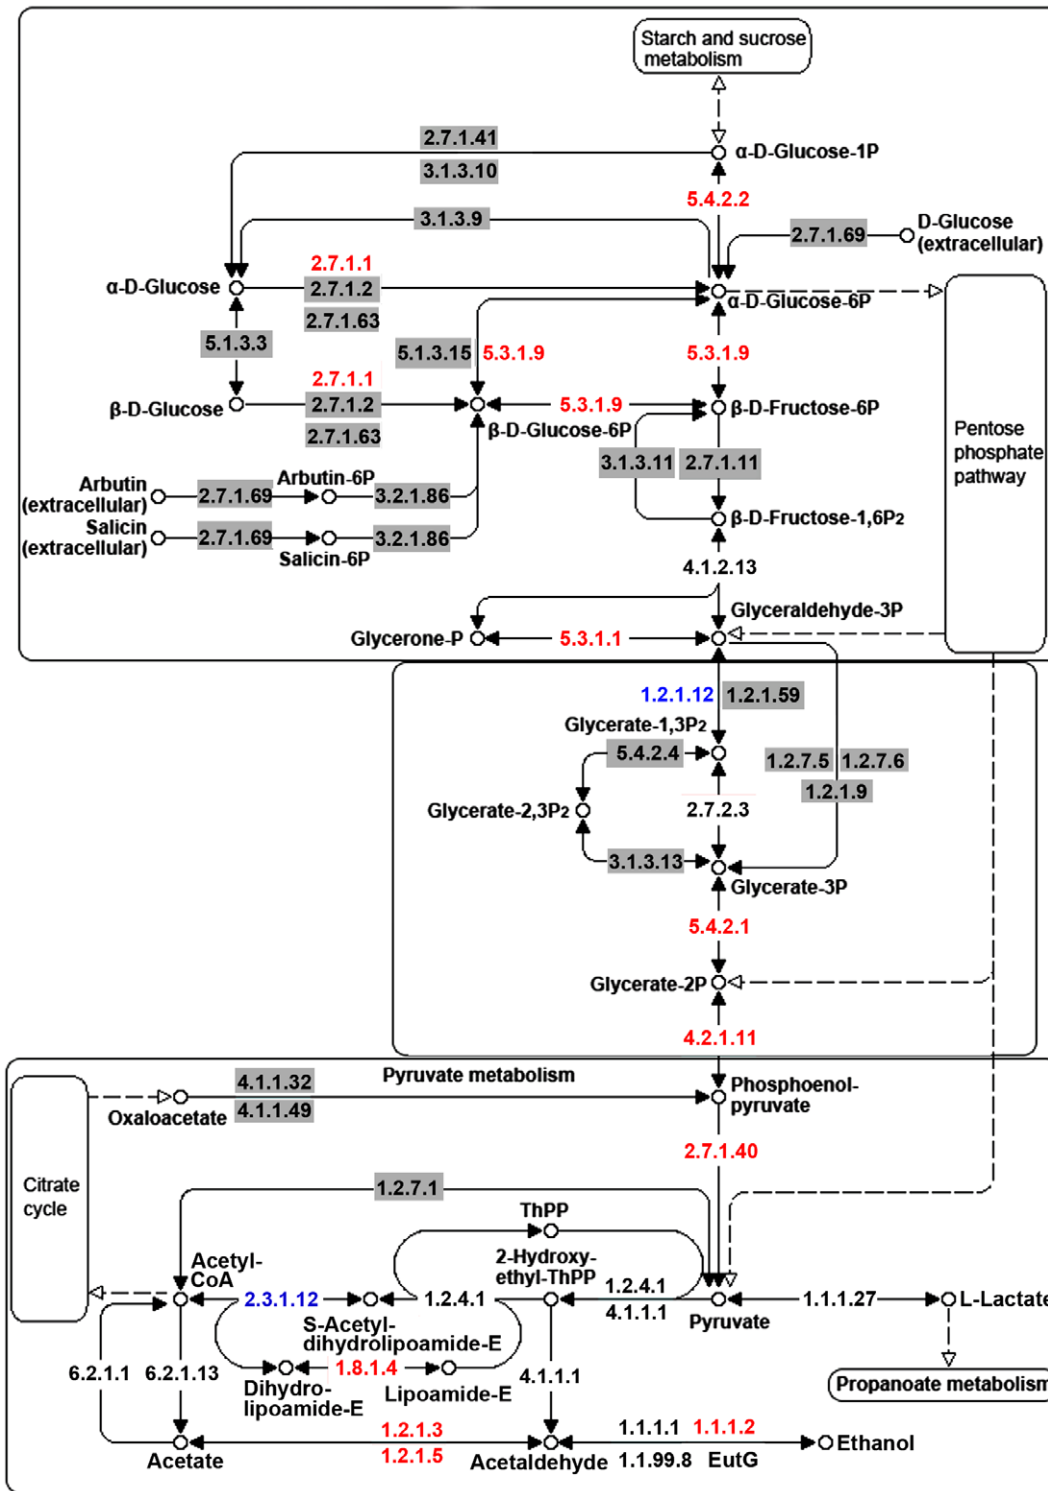 Starch and sucrose
metabolism
2.7.1.41
α-D-Glucose-1P
3.1.3.10
5.4.2.2
3.1.3.9
2.7.1.69
D-Glucose
(extracellular)
2.7.1.1
α-D-Glucose
2.7.1.2
α-D-Glucose-6P
2.7.1.63
5.1.3.3
5.1.3.15
5.3.1.9
5.3.1.9
2.7.1.1
β-D-Glucose
2.7.1.2
5.3.1.9
β-D-Fructose-6P
2.7.1.63
β-D-Glucose-6P
Pentose
phosphate
pathway
3.1.3.11
2.7.1.11
Arbutin
(extracellular)
2.7.1.69
Arbutin-6P
3.2.1.86
Salicin
(extracellular)
2.7.1.69
Salicin-6P
3.2.1.86
β-D-Fructose-1,6P2
4.1.2.13
Glyceraldehyde-3P
Glycerone-P
5.3.1.1
1.2.1.12
1.2.1.59
Glycerate-1,3P2
5.4.2.4
1.2.7.5
1.2.7.6
1.2.1.9
Glycerate-2,3P2
2.7.2.3
3.1.3.13
Glycerate-3P
5.4.2.1
Glycerate-2P
4.2.1.11
Pyruvate metabolism
4.1.1.32
Oxaloacetate
4.1.1.49
Phosphoenol-
pyruvate
2.7.1.40
Citrate
cycle
1.2.7.1
ThPP
Acetyl-
CoA
2-Hydroxy-
ethyl-ThPP
2.3.1.12
1.2.4.1
1.2.4.1
4.1.1.1
Pyruvate
1.1.1.27
L-Lactate
S-Acetyl-
dihydrolipoamide-E
6.2.1.1
6.2.1.13
1.8.1.4
Dihydro-
lipoamide-E
Lipoamide-E
4.1.1.1
Propanoate metabolism
1.2.1.3
1.2.1.5
Acetate
Acetaldehyde
1.1.1.1
1.1.1.2
1.1.99.8
EutG
Ethanol